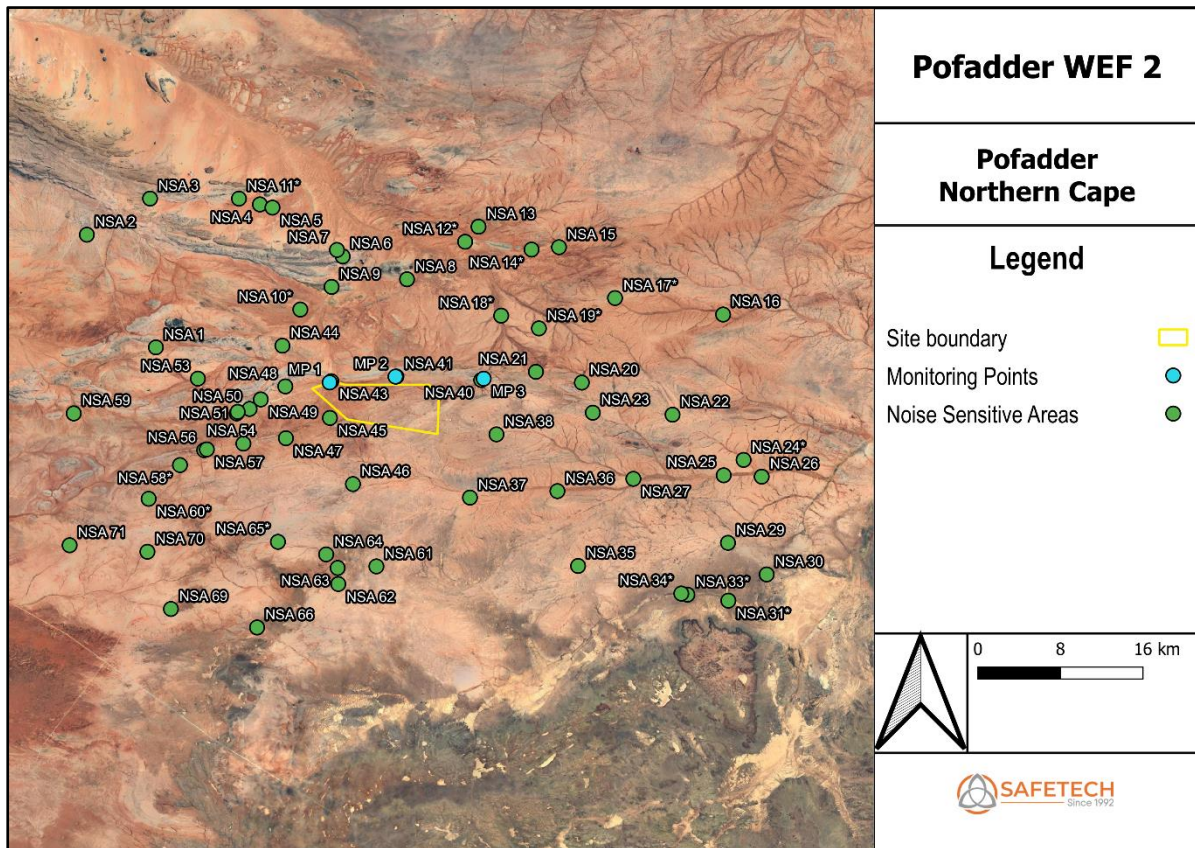 Pofadder WEF 2
Pofadder
Northern Cape
Legend
Site boundary
Monitoring Points
Noise Sensitive Areas
0 8 16 km
SAFETECH
Since 1992
NSA 3
NSA 11*
NSA 4
NSA 5
NSA 2
NSA 13
NSA 12*
NSA 7
NSA 6
NSA 14*
NSA 15
NSA 9
NSA 8
NSA 10*
NSA 17*
NSA 16
NSA 18*
NSA 19*
NSA 1
NSA 44
NSA 53
NSA 48
MP 1
MP 2
NSA 41
NSA 21
NSA 20
NSA 43
NSA 40
MP 3
NSA 50
NSA 59
NSA 51
NSA 49
NSA 45
NSA 23
NSA 22
NSA 38
NSA 56
NSA 54
NSA 47
NSA 57
NSA 58*
NSA 46
NSA 24*
NSA 25
NSA 26
NSA 60*
NSA 37
NSA 36
NSA 27
NSA 71
NSA 70
NSA 65*
NSA 64
NSA 61
NSA 29
NSA 63
NSA 62
NSA 35
NSA 30
NSA 34*
NSA 33*
NSA 31*
NSA 69
NSA 66